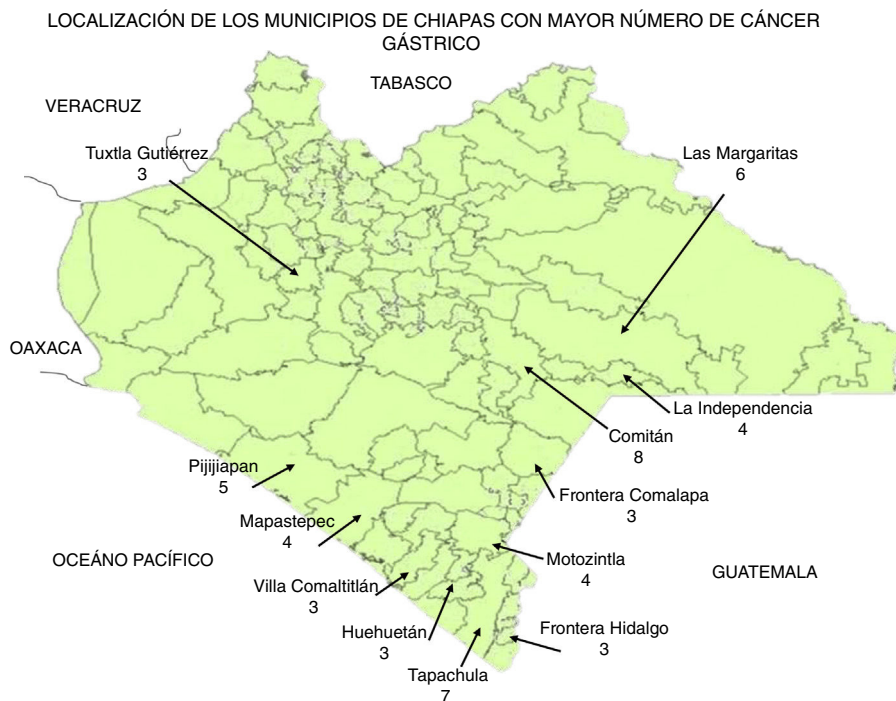 LOCALIZACIÓN DE LOS MUNICIPIOS DE CHIAPAS CON MAYOR NÚMERO DE CÁNCER
GÁSTRICO
TABASCO
VERACRUZ
Tuxtla Gutiérrez
3
Las Margaritas
6
OAXACA
La Independencia
4
Comitán
8
Pijijiapan
5
Frontera Comalapa
3
Mapastepec
4
OCEÁNO PACÍFICO
Motozintla
4
GUATEMALA
Villa Comaltitlán
3
Huehuetán
3
Frontera Hidalgo
3
Tapachula
7